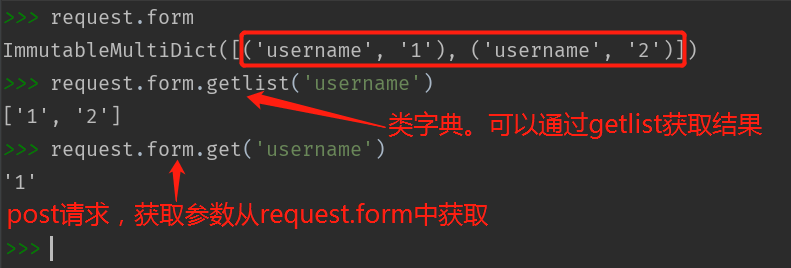 >>> request.form
ImmutableMultiDict([('username', '1'), ('username', '2')])
>>> request.form.getlist('username')
['1', '2']
类字典。可以通过getlist获取结果
>>> request.form.get('username')
'1'
post请求，获取参数从request.form中获取
>>>